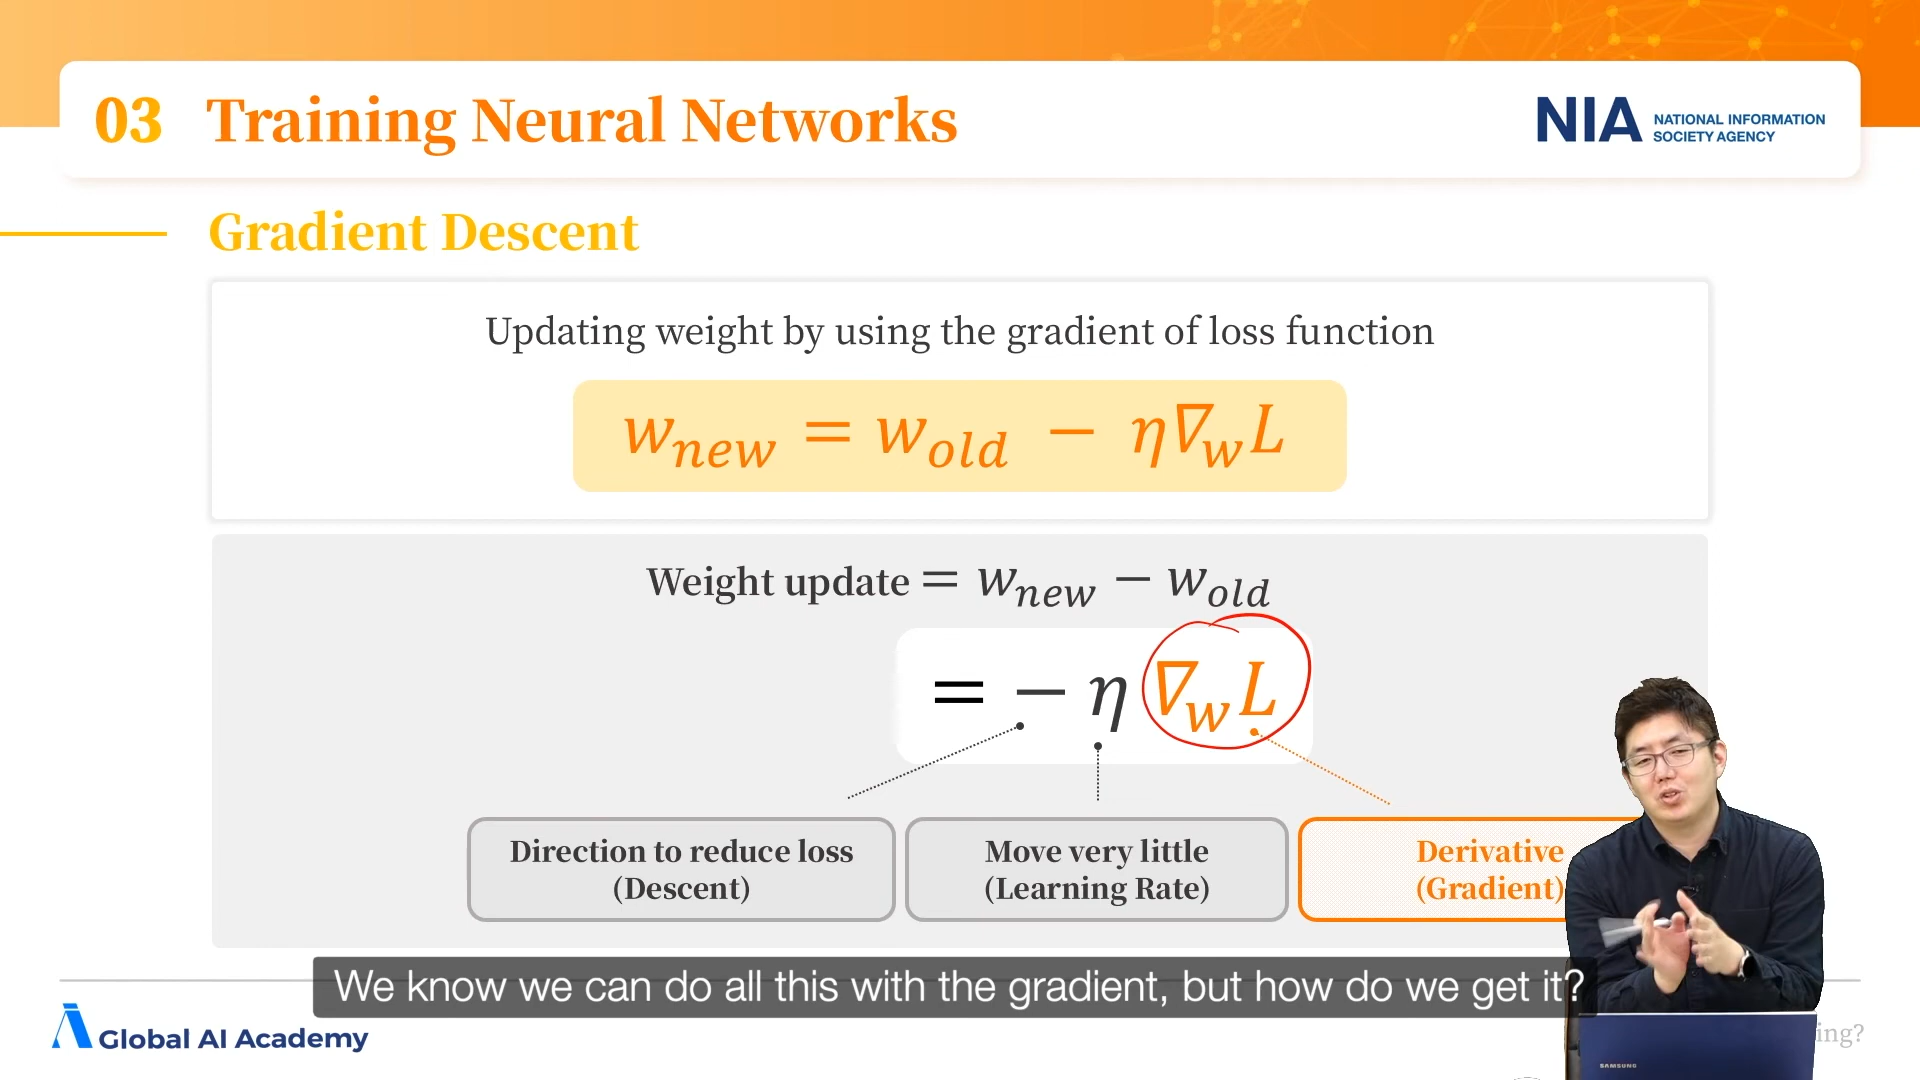 03 Training Neural Networks
NIA NATIONAL INFORMATION
SOCIETY AGENCY
Gradient Descent
Updating weight by using the gradient of loss function
w_new = w_old − η∇_w L
Weight update = w_new − w_old
= − η ∇_w L
Direction to reduce loss
(Descent)
Move very little
(Learning Rate)
Derivative
(Gradient)
We know we can do all this with the gradient, but how do we get it?
Global AI Academy
ing?
SAMSUNG